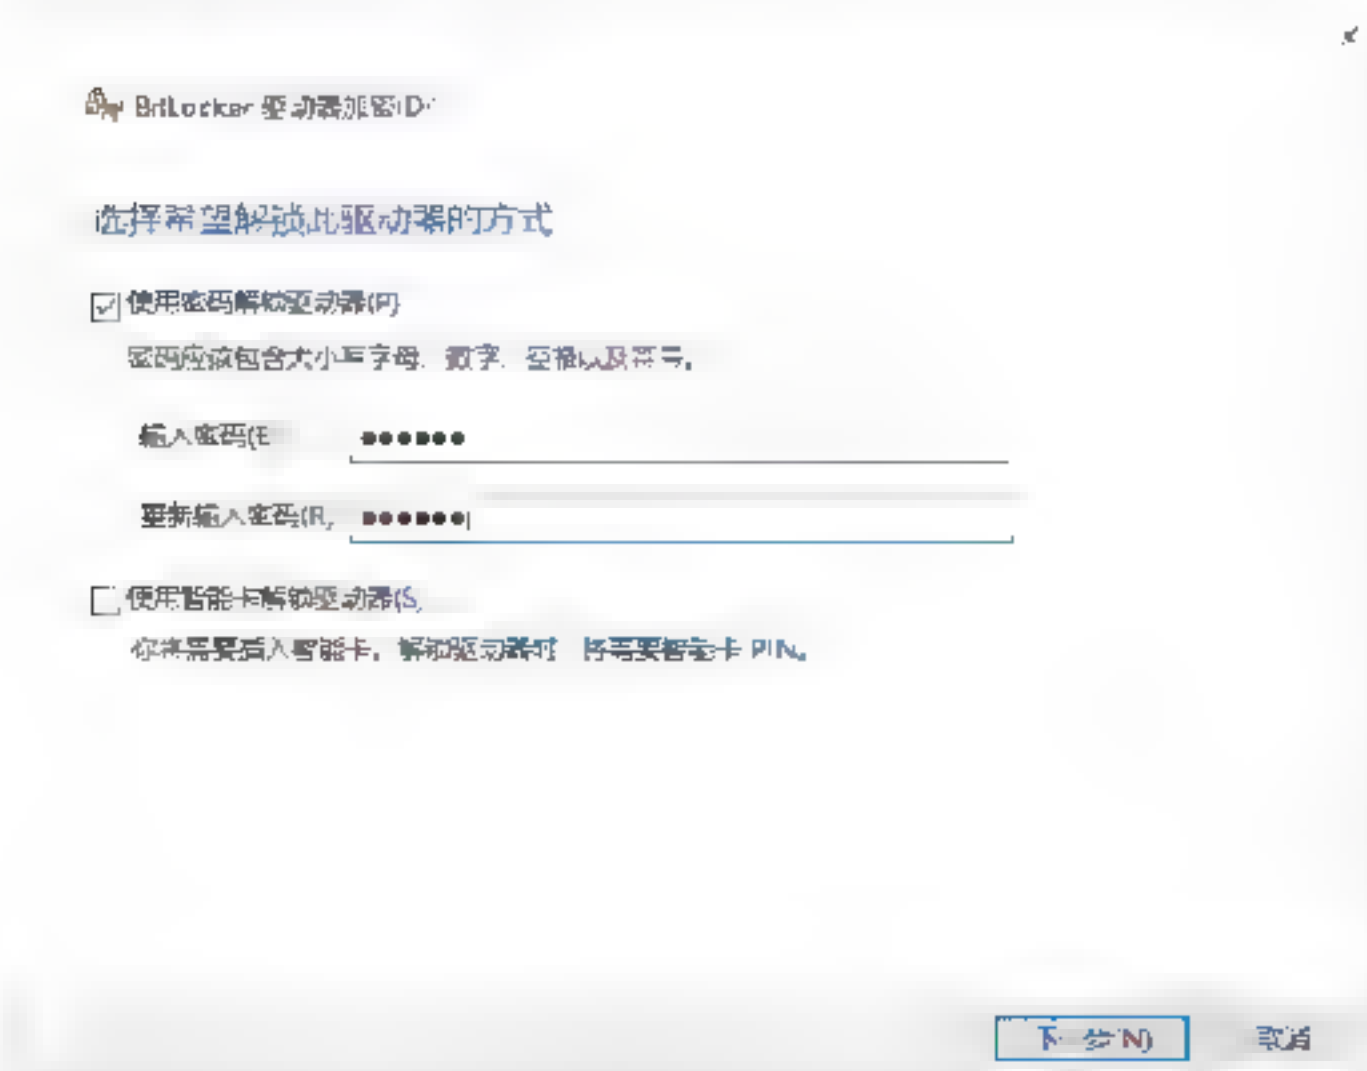 BitLocker 驱动器加密(D:)
选择希望解锁此驱动器的方式
使用密码解锁驱动器(P)
密码应该包含大小写字母、数字、空格以及符号。
输入密码(E
●●●●●●
重新输入密码(R)
●●●●●●
使用智能卡解锁驱动器(S)
你将需要插入智能卡。解锁驱动器时，将需要智能卡 PIN。
下一步(N)
取消